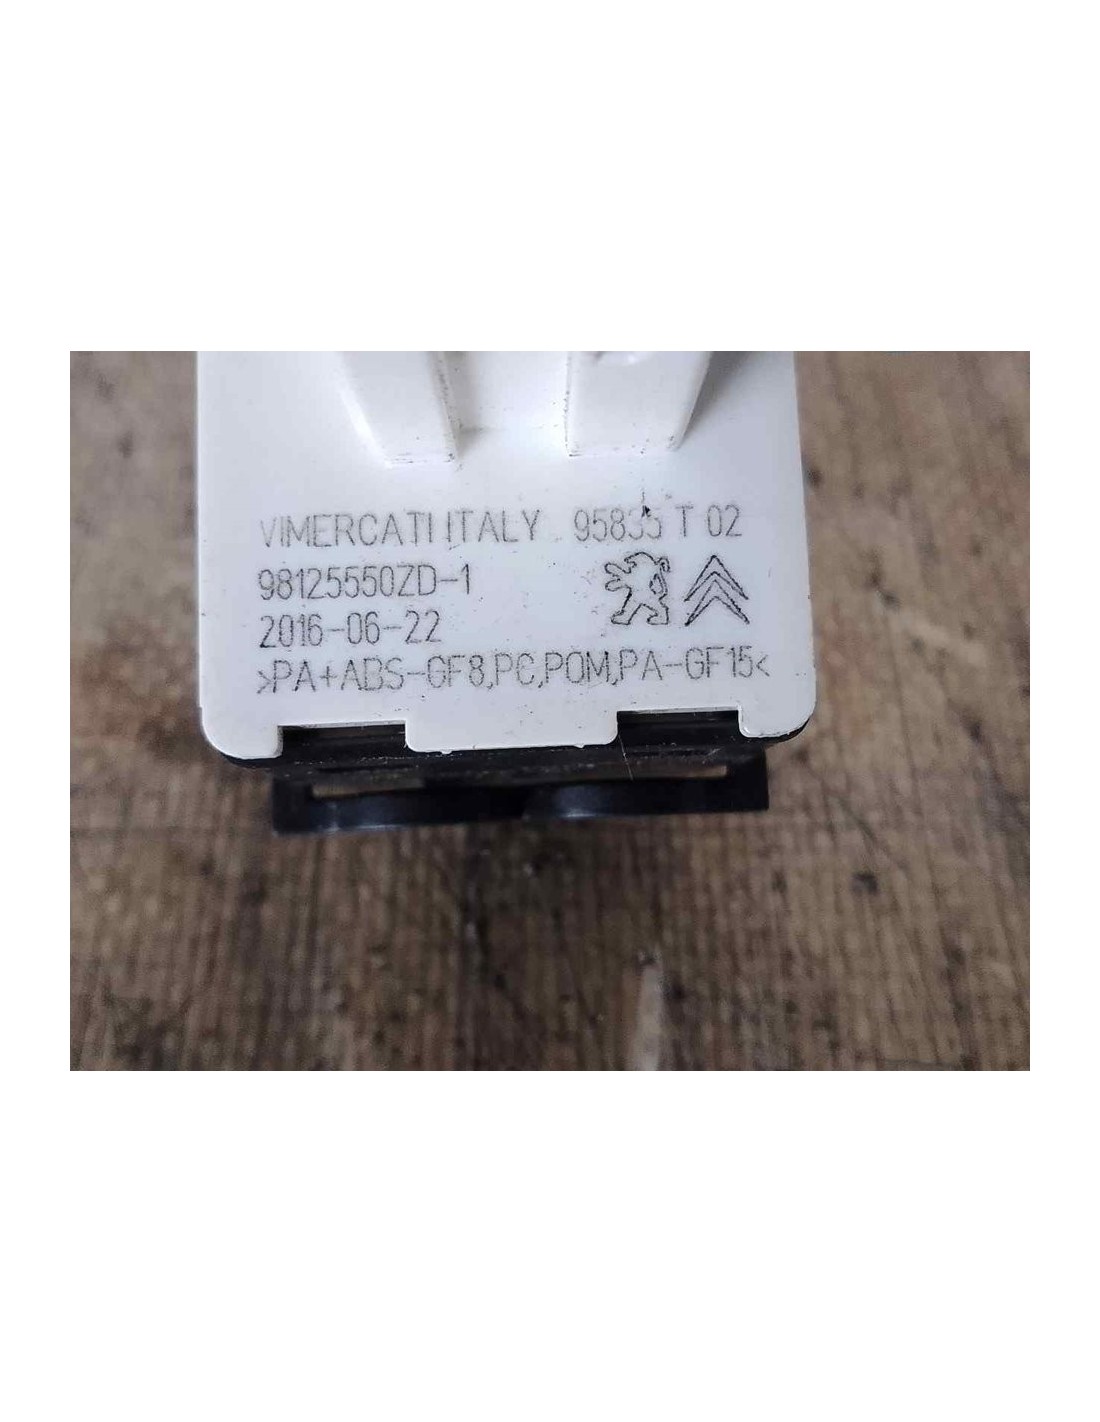 VIMERCATI ITALY 95835 T 02
98125550ZD-1
2016-06-22
>PA+ABS-GF8,PC,POM,PA-GF15<